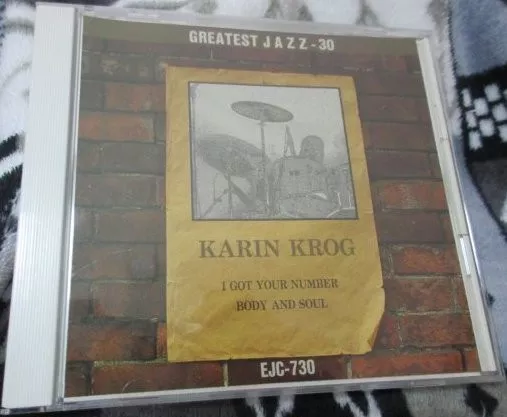 GREATEST JAZZ-30
KARIN KROG
I GOT YOUR NUMBER
BODY AND SOUL
EJC-730